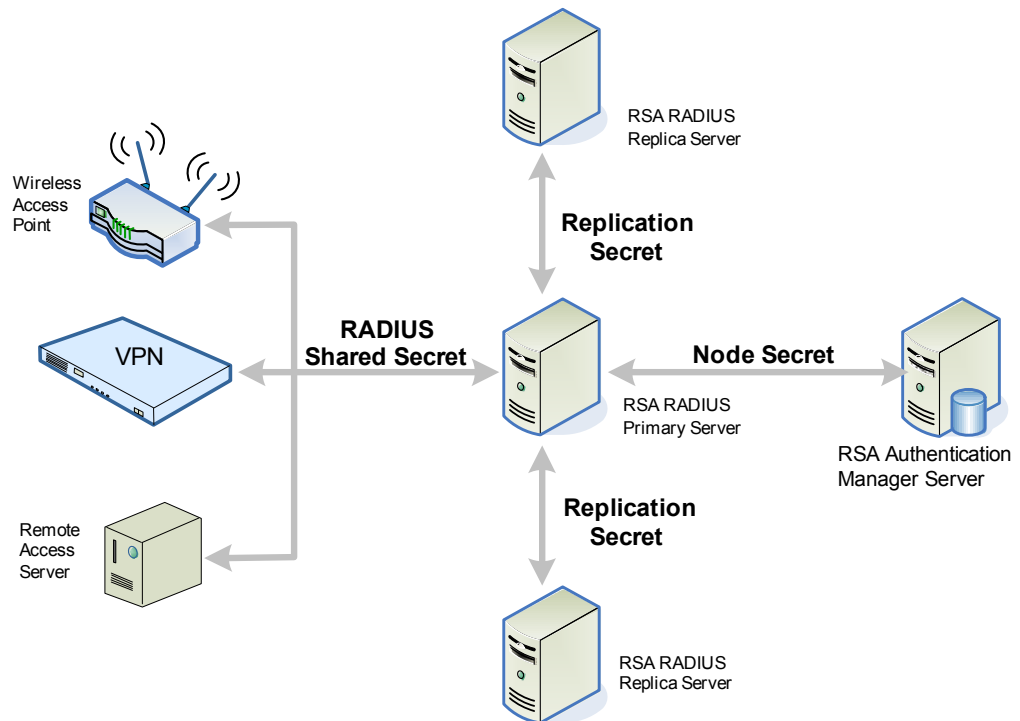 RSA RADIUS
Replica Server
Wireless
Access
Point
Replication
Secret
VPN
RADIUS
Shared Secret
Node Secret
RSA RADIUS
Primary Server
RSA Authentication
Manager Server
Replication
Secret
Remote
Access
Server
RSA RADIUS
Replica Server